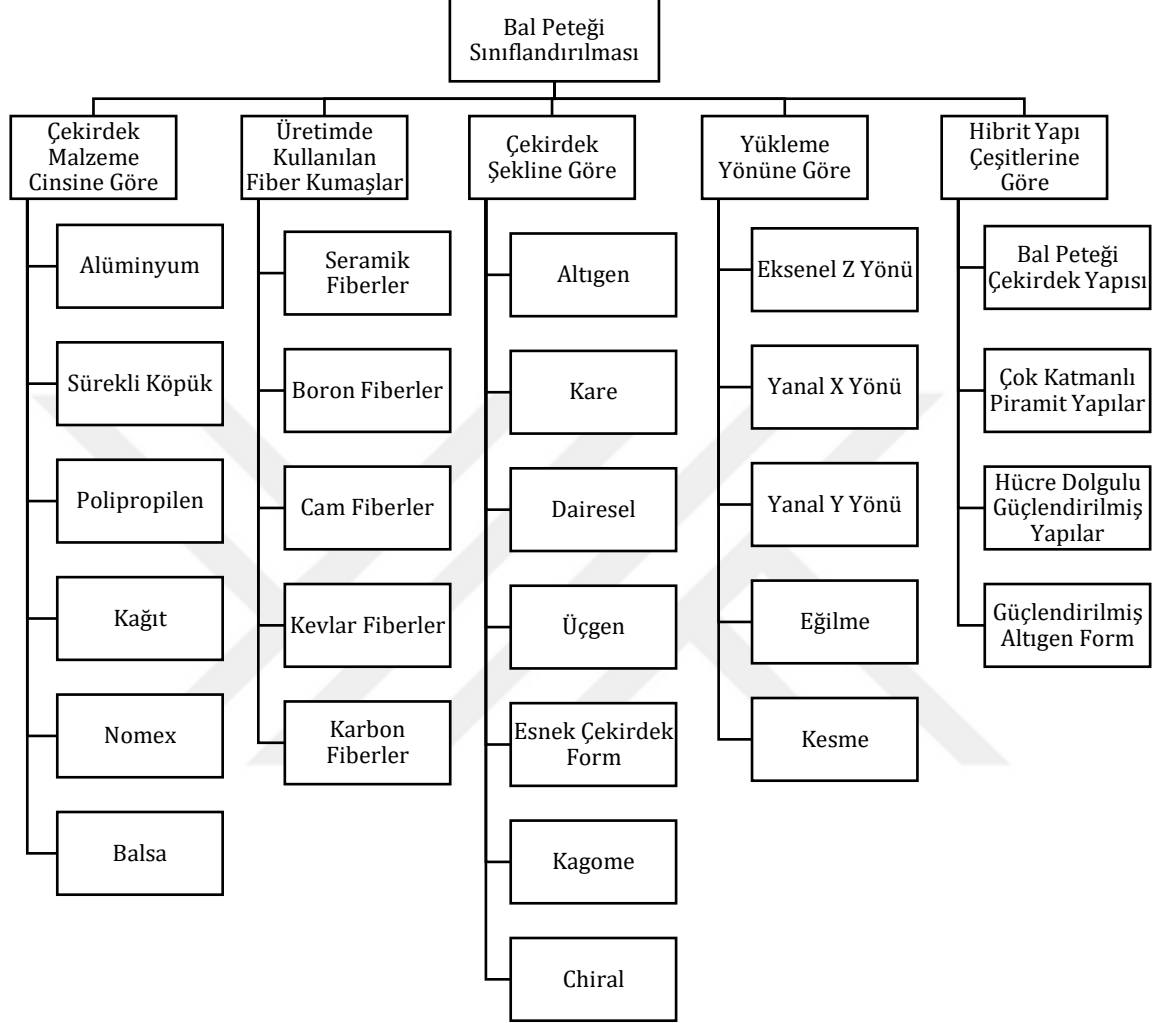 Bal Peteği
Sınıflandırılması
Çekirdek
Malzeme
Cinsine Göre
Alüminyum
Sürekli Köpük
Polipropilen
Kağıt
Nomex
Balsa
Üretimde
Kullanılan
Fiber Kumaşlar
Seramik
Fiberler
Boron Fiberler
Cam Fiberler
Kevlar Fiberler
Karbon
Fiberler
Çekirdek
Şekline Göre
Altıgen
Kare
Dairesel
Üçgen
Esnek Çekirdek
Form
Kagome
Chiral
Yükleme
Yönüne Göre
Eksenel Z Yönü
Yanal X Yönü
Yanal Y Yönü
Eğilme
Kesme
Hibrit Yapı
Çeşitlerine
Göre
Bal Peteği
Çekirdek Yapısı
Çok Katmanlı
Piramit Yapılar
Hücre Dolgulu
Güçlendirilmiş
Yapılar
Güçlendirilmiş
Altıgen Form